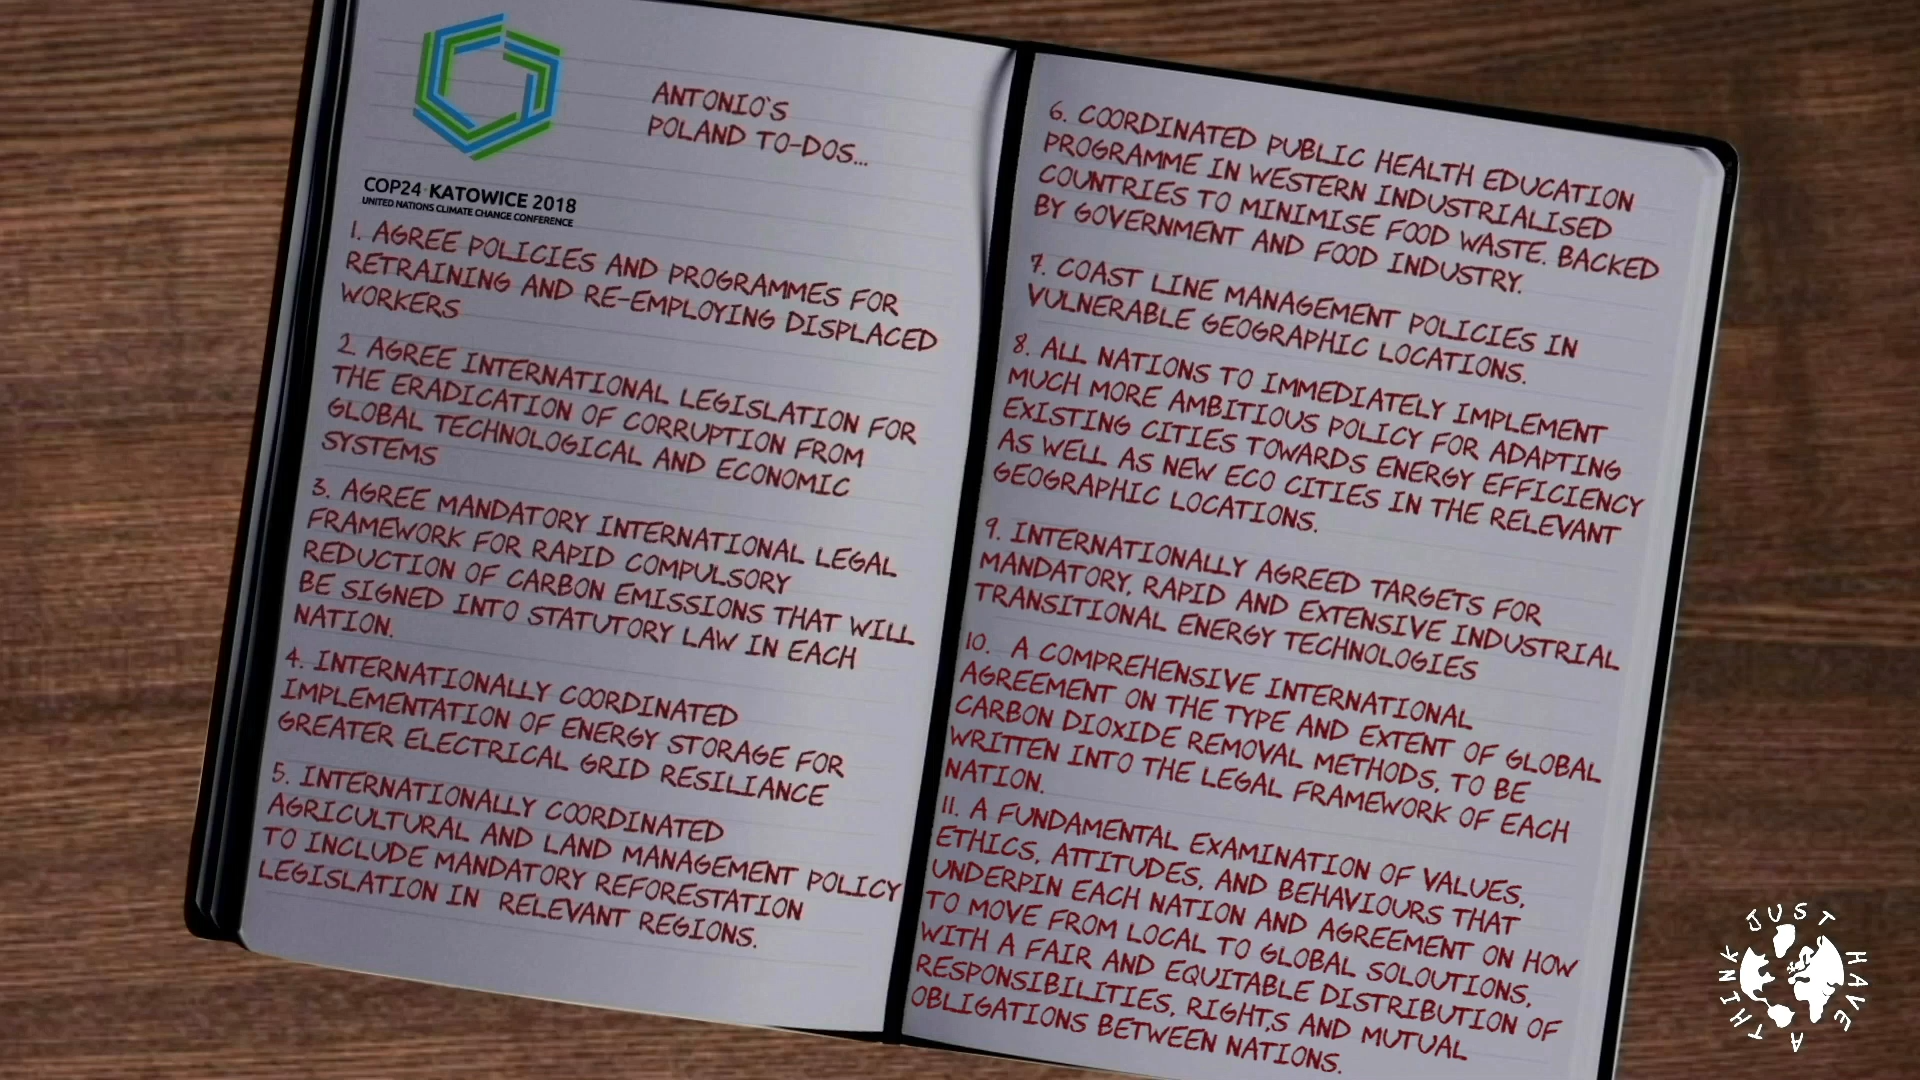 ANTONIO'S
POLAND TO-DOS...
COP24·KATOWICE 2018
UNITED NATIONS CLIMATE CHANGE CONFERENCE
1. AGREE POLICIES AND PROGRAMMES FOR
RETRAINING AND RE-EMPLOYING DISPLACED
WORKERS
2. AGREE INTERNATIONAL LEGISLATION FOR
THE ERADICATION OF CORRUPTION FROM
GLOBAL TECHNOLOGICAL AND ECONOMIC
SYSTEMS
3. AGREE MANDATORY INTERNATIONAL LEGAL
FRAMEWORK FOR RAPID COMPULSORY
REDUCTION OF CARBON EMISSIONS THAT WILL
BE SIGNED INTO STATUTORY LAW IN EACH
NATION.
4. INTERNATIONALLY COORDINATED
IMPLEMENTATION OF ENERGY STORAGE FOR
GREATER ELECTRICAL GRID RESILIANCE
5. INTERNATIONALLY COORDINATED
AGRICULTURAL AND LAND MANAGEMENT POLICY
TO INCLUDE MANDATORY REFORESTATION
LEGISLATION IN RELEVANT REGIONS.
6. COORDINATED PUBLIC HEALTH EDUCATION
PROGRAMME IN WESTERN INDUSTRIALISED
COUNTRIES TO MINIMISE FOOD WASTE. BACKED
BY GOVERNMENT AND FOOD INDUSTRY.
7. COAST LINE MANAGEMENT POLICIES IN
VULNERABLE GEOGRAPHIC LOCATIONS.
8. ALL NATIONS TO IMMEDIATELY IMPLEMENT
MUCH MORE AMBITIOUS POLICY FOR ADAPTING
EXISTING CITIES TOWARDS ENERGY EFFICIENCY
AS WELL AS NEW ECO CITIES IN THE RELEVANT
GEOGRAPHIC LOCATIONS.
9. INTERNATIONALLY AGREED TARGETS FOR
MANDATORY, RAPID AND EXTENSIVE INDUSTRIAL
TRANSITIONAL ENERGY TECHNOLOGIES
10. A COMPREHENSIVE INTERNATIONAL
AGREEMENT ON THE TYPE AND EXTENT OF GLOBAL
CARBON DIOXIDE REMOVAL METHODS, TO BE
WRITTEN INTO THE LEGAL FRAMEWORK OF EACH
NATION.
11. A FUNDAMENTAL EXAMINATION OF VALUES,
ETHICS, ATTITUDES, AND BEHAVIOURS THAT
UNDERPIN EACH NATION AND AGREEMENT ON HOW
TO MOVE FROM LOCAL TO GLOBAL SOLOUTIONS,
WITH A FAIR AND EQUITABLE DISTRIBUTION OF
RESPONSIBILITIES, RIGHT,S AND MUTUAL
OBLIGATIONS BETWEEN NATIONS.
JUST HAVE A THINK